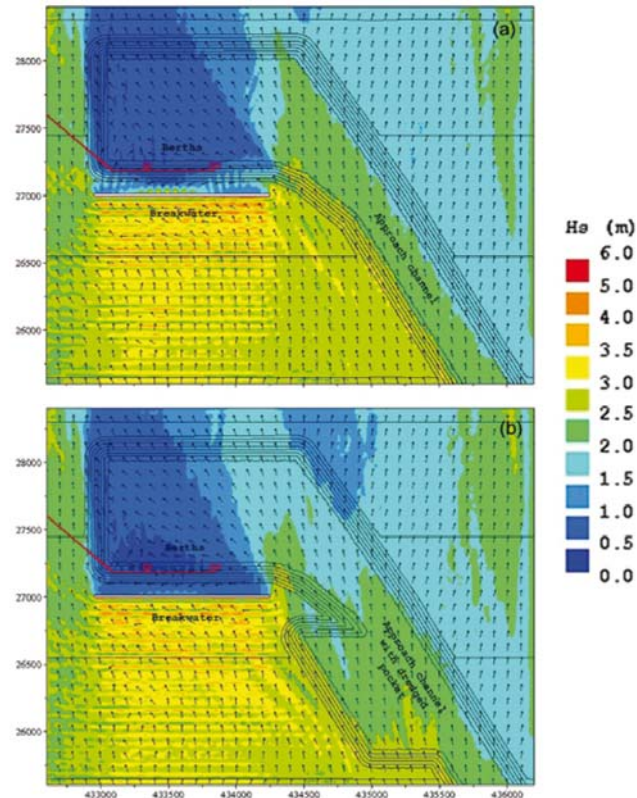 (a)
28000
27500
27000
26500
26000
Berths
Breakwater
Approach channel
Hs (m)
6.0
5.0
4.0
3.5
3.0
2.5
2.0
1.5
1.0
0.5
0.0
(b)
28000
27500
27000
26500
26000
Berths
Breakwater
Approach channel
with dredged
pocket
433000
433500
434000
434500
435000
435500
436000